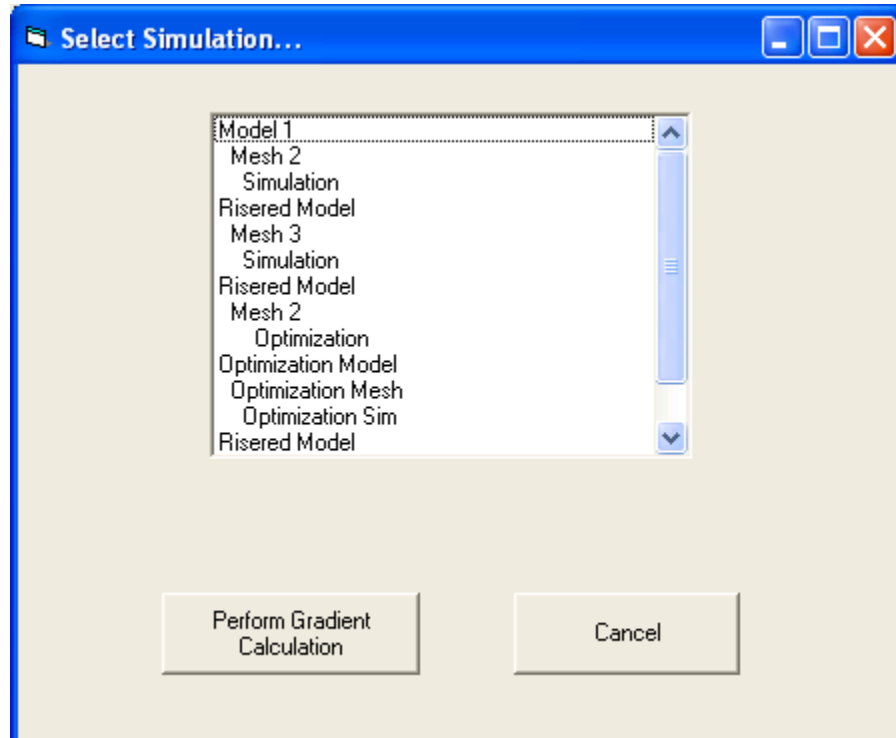 Select Simulation...
Model 1
Mesh 2
Simulation
Risered Model
Mesh 3
Simulation
Risered Model
Mesh 2
Optimization
Optimization Model
Optimization Mesh
Optimization Sim
Risered Model
Perform Gradient
Calculation
Cancel